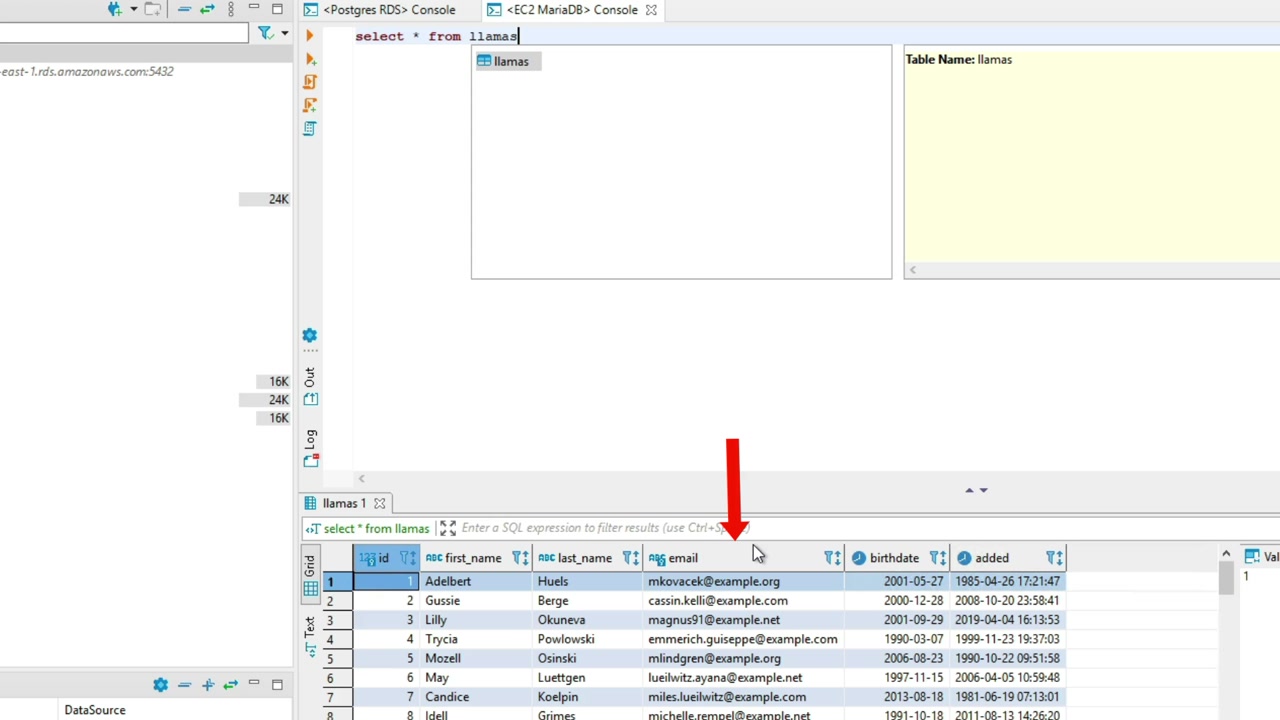 <Postgres RDS> Console
<EC2 MariaDB> Console
select * from llamas
-east-1.rds.amazonaws.com:5432
llamas
Table Name: llamas
24K
16K
24K
16K
Out
Log
llamas 1
select * from llamas
Enter a SQL expression to filter results (use Ctrl+Sp
Grid
Text
123 id
ABC first_name
ABC last_name
ABC email
birthdate
added
Val
1
1 1 Adelbert Huels mkovacek@example.org 2001-05-27 1985-04-26 17:21:47
2 2 Gussie Berge cassin.kelli@example.com 2000-12-28 2008-10-20 23:58:41
3 3 Lilly Okuneva magnus91@example.net 2001-09-29 2019-04-04 16:13:53
4 4 Trycia Powlowski emmerich.guiseppe@example.com 1990-03-07 1999-11-23 19:37:03
5 5 Mozell Osinski mlindgren@example.org 2006-08-23 1990-10-22 09:51:58
6 6 May Luettgen lueilwitz.ayana@example.net 1997-11-15 2006-04-05 10:59:48
7 7 Candice Koelpin miles.lueilwitz@example.com 2013-08-18 1981-06-19 07:13:01
8 8 Idell Grimes michelle.rempel@example.net 1991-10-18 2011-08-13 14:26:20
DataSource